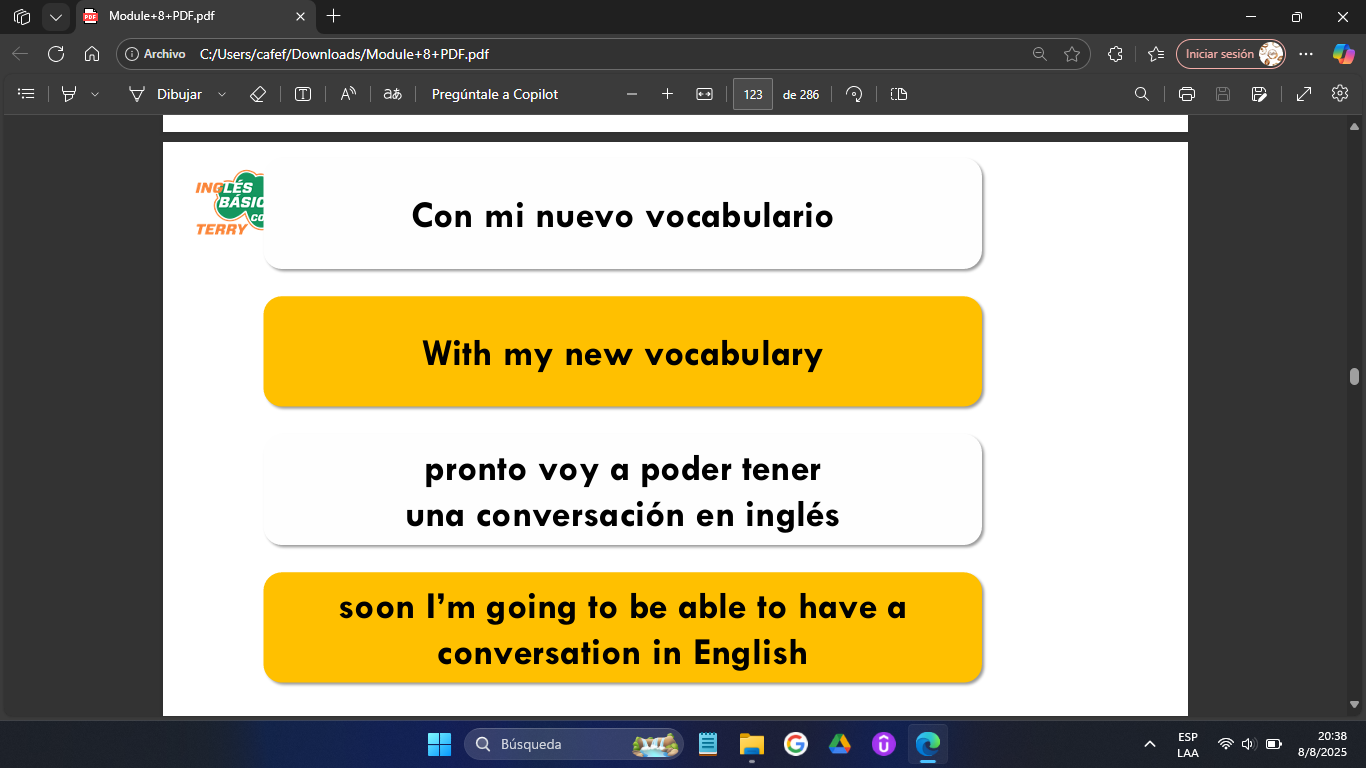 Module+8+PDF.pdf
Archivo C:/Users/cafef/Downloads/Module+8+PDF.pdf Iniciar sesión
Dibujar Pregúntale a Copilot 123 de 286
INGLÉS
BÁSIC
CO
TERRY
Con mi nuevo vocabulario
With my new vocabulary
pronto voy a poder tener
una conversación en inglés
soon I’m going to be able to have a
conversation in English
Búsqueda
ESP
LAA
20:38
8/8/2025